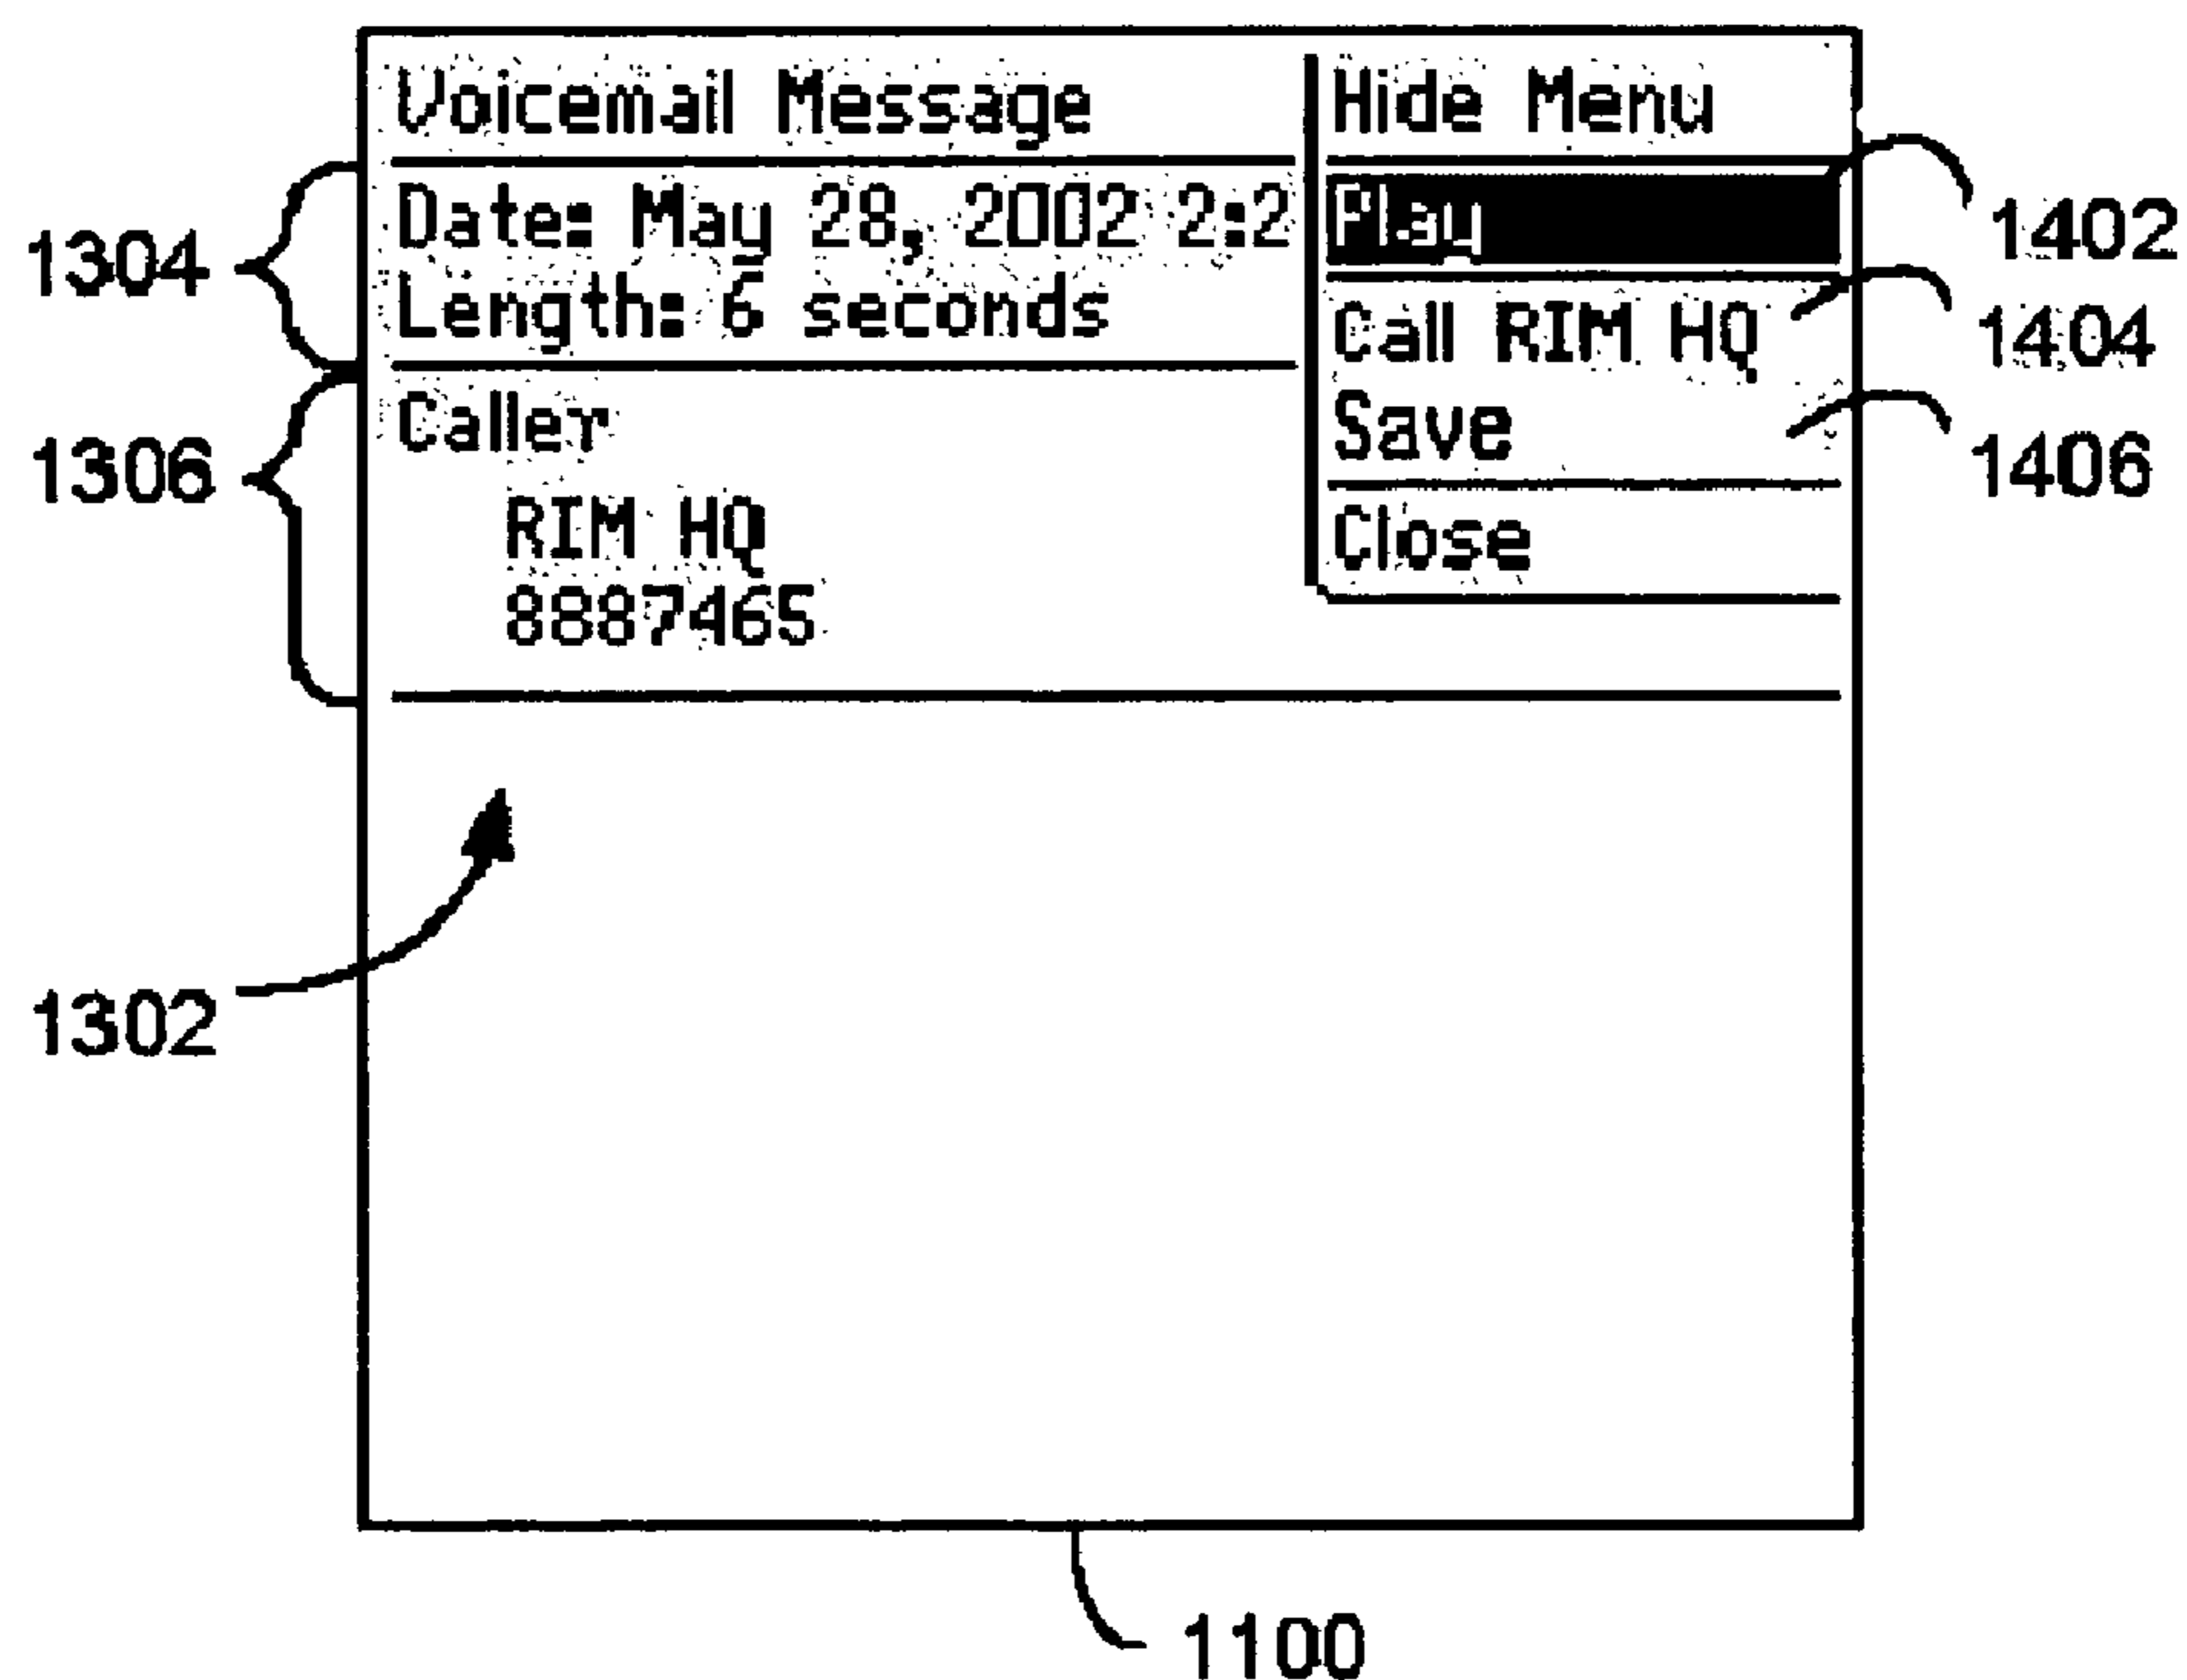 Voicemail Message
Date: May 28, 2002 2:2
Length: 6 seconds
Caller
RIM HQ
8887465
Hide Menu
Play
Call RIM HQ
Save
Close
1304
1306
1302
1402
1404
1406
1100